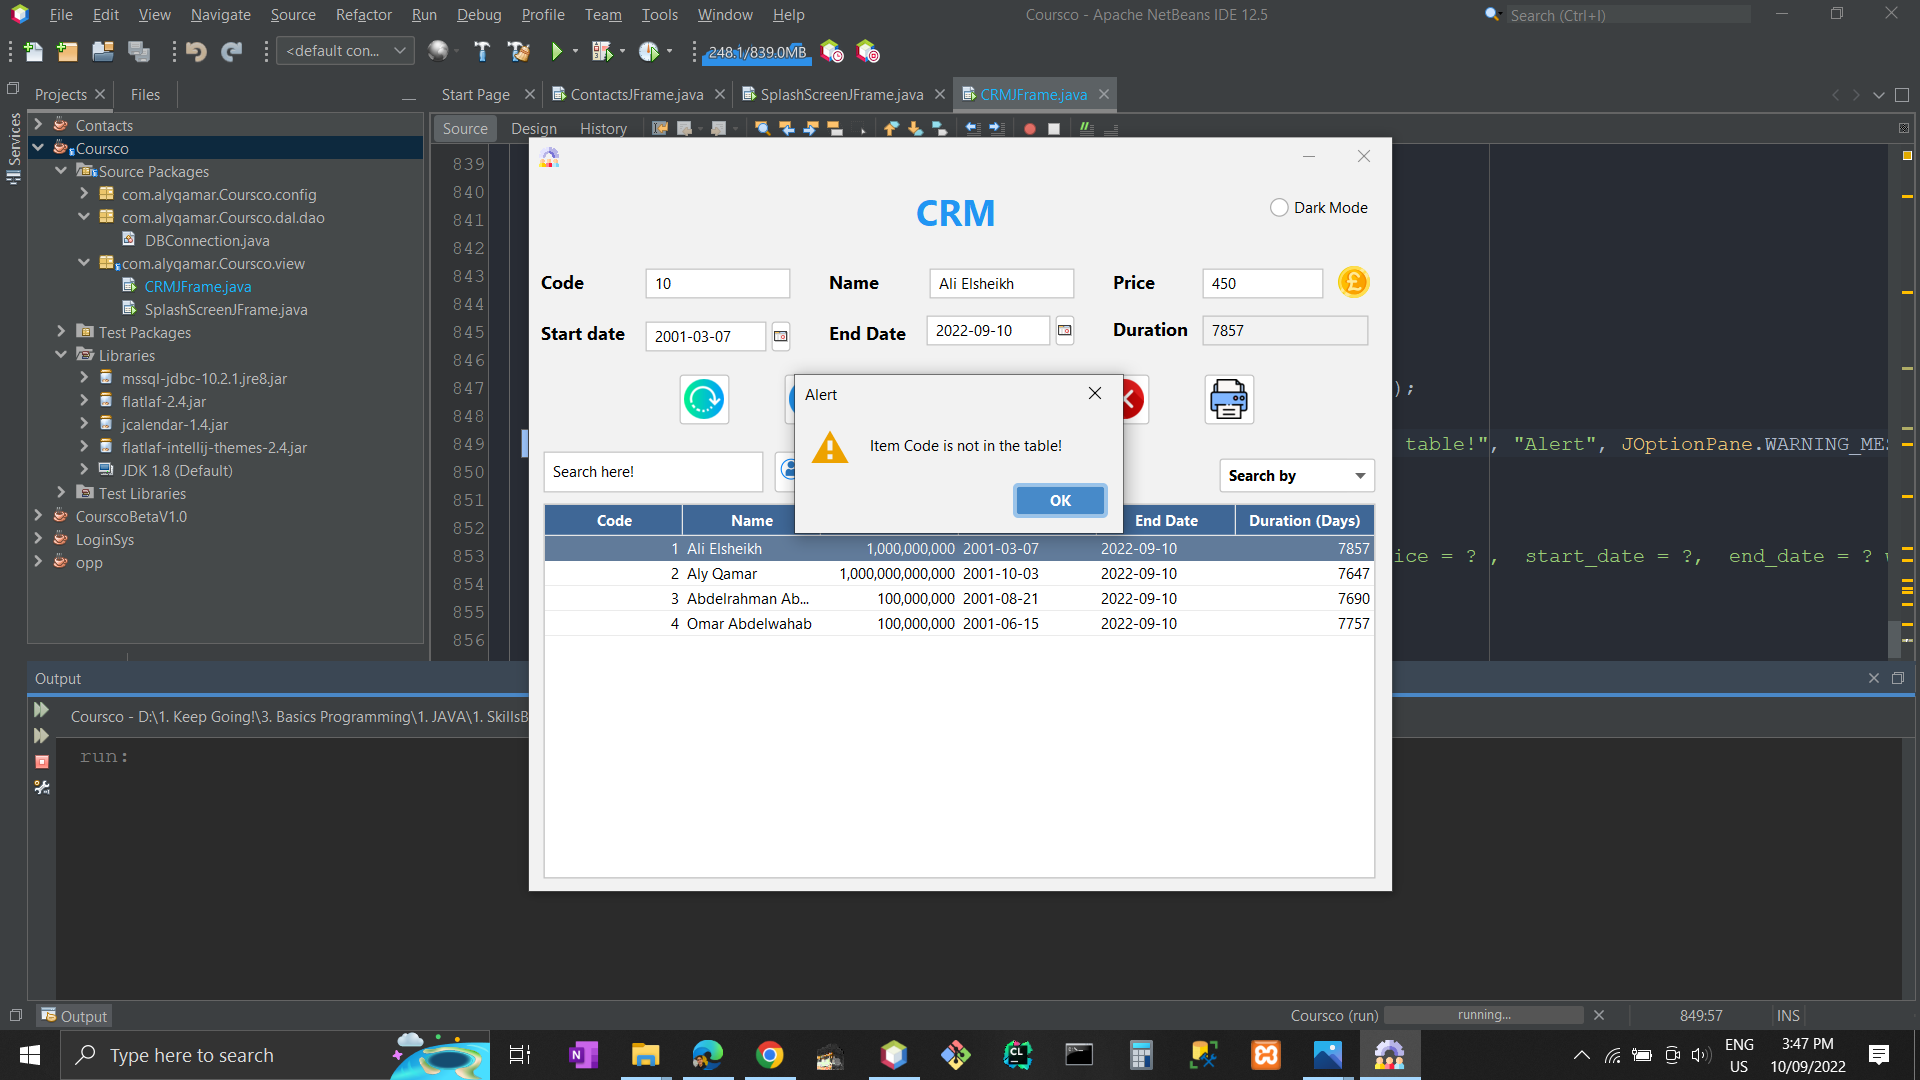 File Edit View Navigate Source Refactor Run Debug Profile Team Tools Window Help
Coursco - Apache NetBeans IDE 12.5
Search (Ctrl+I)
<default con...
248.1/839.0MB
Projects
Files
Start Page
ContactsJFrame.java
SplashScreenJFrame.java
CRMJFrame.java
Services
Source
Design
History
Contacts
Coursco
Source Packages
com.alyqamar.Coursco.config
com.alyqamar.Coursco.dal.dao
DBConnection.java
com.alyqamar.Coursco.view
CRMJFrame.java
SplashScreenJFrame.java
Test Packages
Libraries
mssql-jdbc-10.2.1.jre8.jar
flatlaf-2.4.jar
jcalendar-1.4.jar
flatlaf-intellij-themes-2.4.jar
JDK 1.8 (Default)
Test Libraries
CourscoBetaV1.0
LoginSys
opp
839
840
841
842
843
844
845
846
847
);
848
849
table!", "Alert", JOptionPane.WARNING_MES
850
851
852
853
ice = ? , start_date = ?, end_date = ? w
854
855
856
CRM
Dark Mode
Code
10
Name
Ali Elsheikh
Price
450
Start date
2001-03-07
End Date
2022-09-10
Duration
7857
Alert
Item Code is not in the table!
OK
Search here!
Search by
Code Name End Date Duration (Days)
1 Ali Elsheikh 1,000,000,000 2001-03-07 2022-09-10 7857
2 Aly Qamar 1,000,000,000,000 2001-10-03 2022-09-10 7647
3 Abdelrahman Ab... 100,000,000 2001-08-21 2022-09-10 7690
4 Omar Abdelwahab 100,000,000 2001-06-15 2022-09-10 7757
Output
Coursco - D:\1. Keep Going!\3. Basics Programming\1. JAVA\1. SkillsB
run:
Output
Coursco (run)
running...
849:57
INS
Type here to search
CL
ENG
US
3:47 PM
10/09/2022